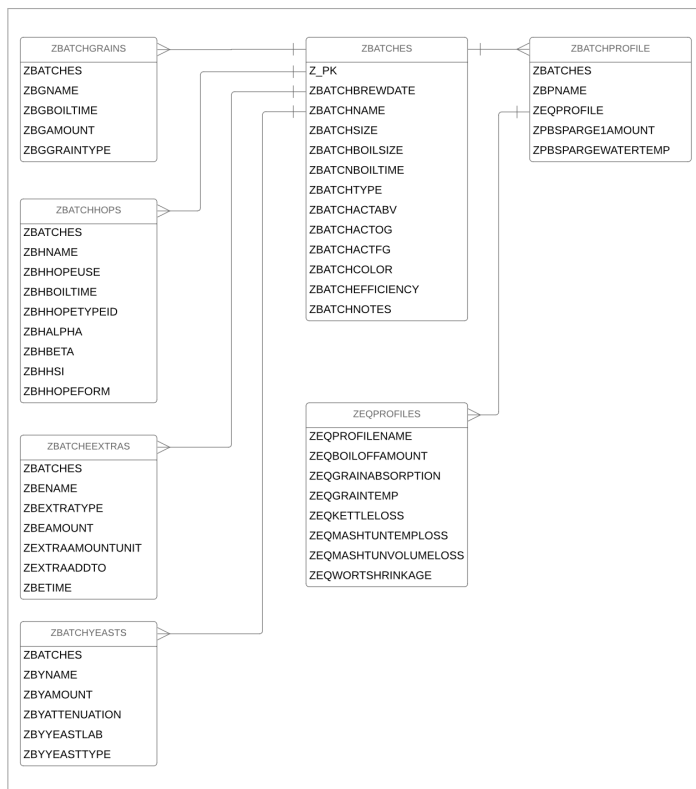 ZBATCHGRAINS
ZBATCHES
ZBGNAME
ZBGBOILTIME
ZBGAMOUNT
ZBGGRAINTYPE
ZBATCHHOPS
ZBATCHES
ZBHNAME
ZBHHOPEUSE
ZBHBOILTIME
ZBHHOPETYPEID
ZBHALPHA
ZBHBETA
ZBHHSI
ZBHHOPEFORM
ZBATCHEEXTRAS
ZBATCHES
ZBENAME
ZBEXTRATYPE
ZBEAMOUNT
ZEXTRAAMOUNTUNIT
ZEXTRAADDTO
ZBETIME
ZBATCHYEASTS
ZBATCHES
ZBYNAME
ZBYAMOUNT
ZBYATTENUATION
ZBYYEASTLAB
ZBYYEASTTYPE
ZBATCHES
Z_PK
ZBATCHBREWDATE
ZBATCHNAME
ZBATCHSIZE
ZBATCHBOILSIZE
ZBATCNBOILTIME
ZBATCHTYPE
ZBATCHACTABV
ZBATCHACTOG
ZBATCHACTFG
ZBATCHCOLOR
ZBATCHEFFICIENCY
ZBATCHNOTES
ZEQPROFILES
ZEQPROFILENAME
ZEQBOILOFFAMOUNT
ZEQGRAINABSORPTION
ZEQGRAINTEMP
ZEQKETTLELOSS
ZEQMASHTUNTEMPLOSS
ZEQMASHTUNVOLUMELOSS
ZEQWORTSHRINKAGE
ZBATCHPROFILE
ZBATCHES
ZBPNAME
ZEQPROFILE
ZPBSPARGE1AMOUNT
ZPBSPARGEWATERTEMP